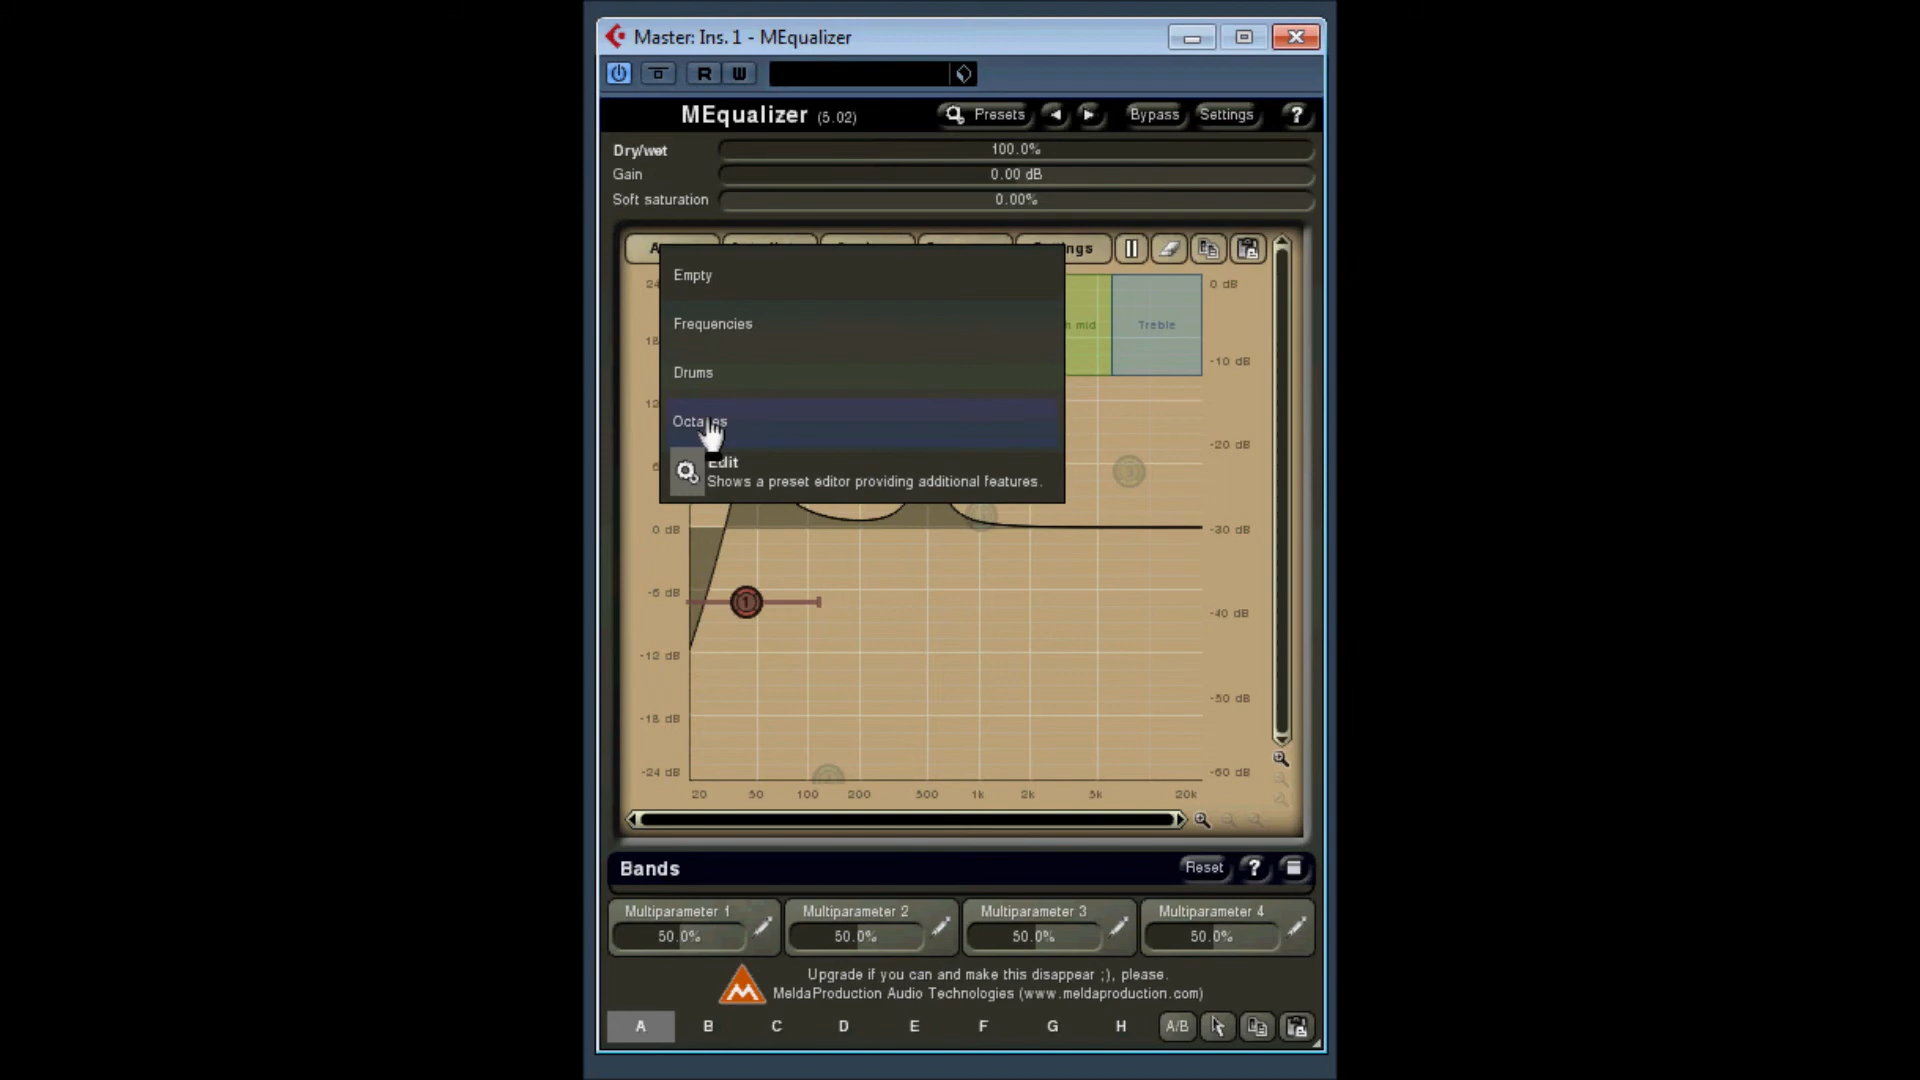 Master: Ins. 1 - MEqualizer
R W
MEqualizer (5.02) Presets Bypass Settings ?
Dry/wet 100.0%
Gain 0.00 dB
Soft saturation 0.00%
Empty
Frequencies
Drums
Octaves
Edit
Shows a preset editor providing additional features.
Treble
0 dB
-10 dB
-20 dB
-30 dB
-40 dB
-50 dB
-60 dB
0 dB
-6 dB
-12 dB
-18 dB
-24 dB
1
3
20 50 100 200 500 1k 2k 5k 20k
Bands Reset ?
Multiparameter 1 Multiparameter 2 Multiparameter 3 Multiparameter 4
50.0% 50.0% 50.0% 50.0%
Upgrade if you can and make this disappear ;), please.
MeldaProduction Audio Technologies (www.meldaproduction.com)
A B C D E F G H A/B